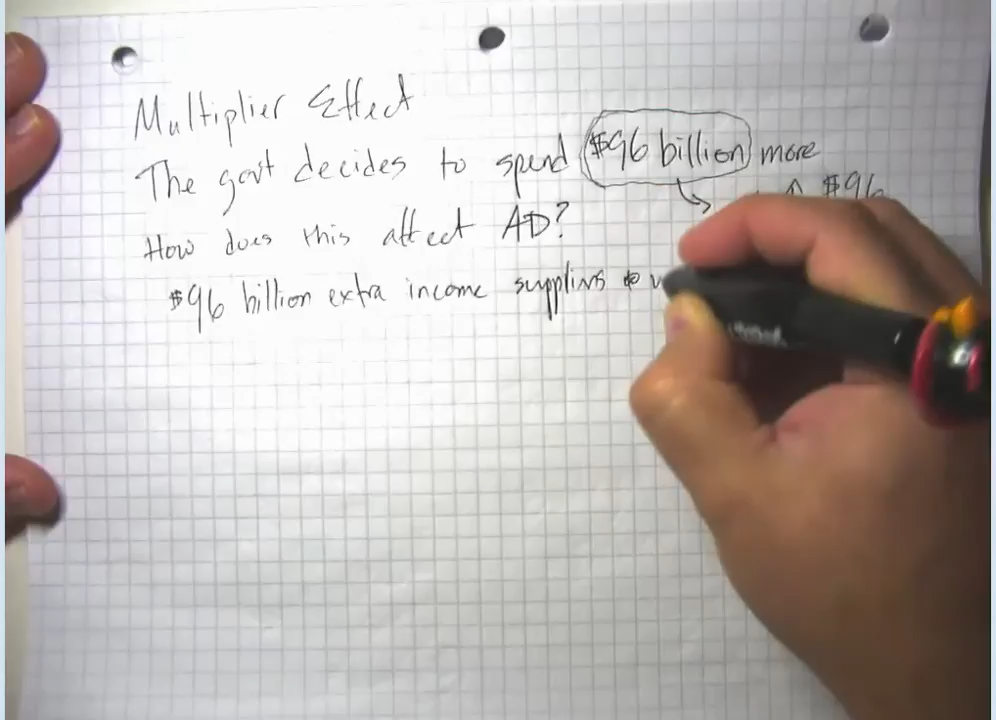 Multiplier Effect
The govt decides to spend $96 billion more
↑ $96
How does this affect AD?
$96 billion extra income suppliers &